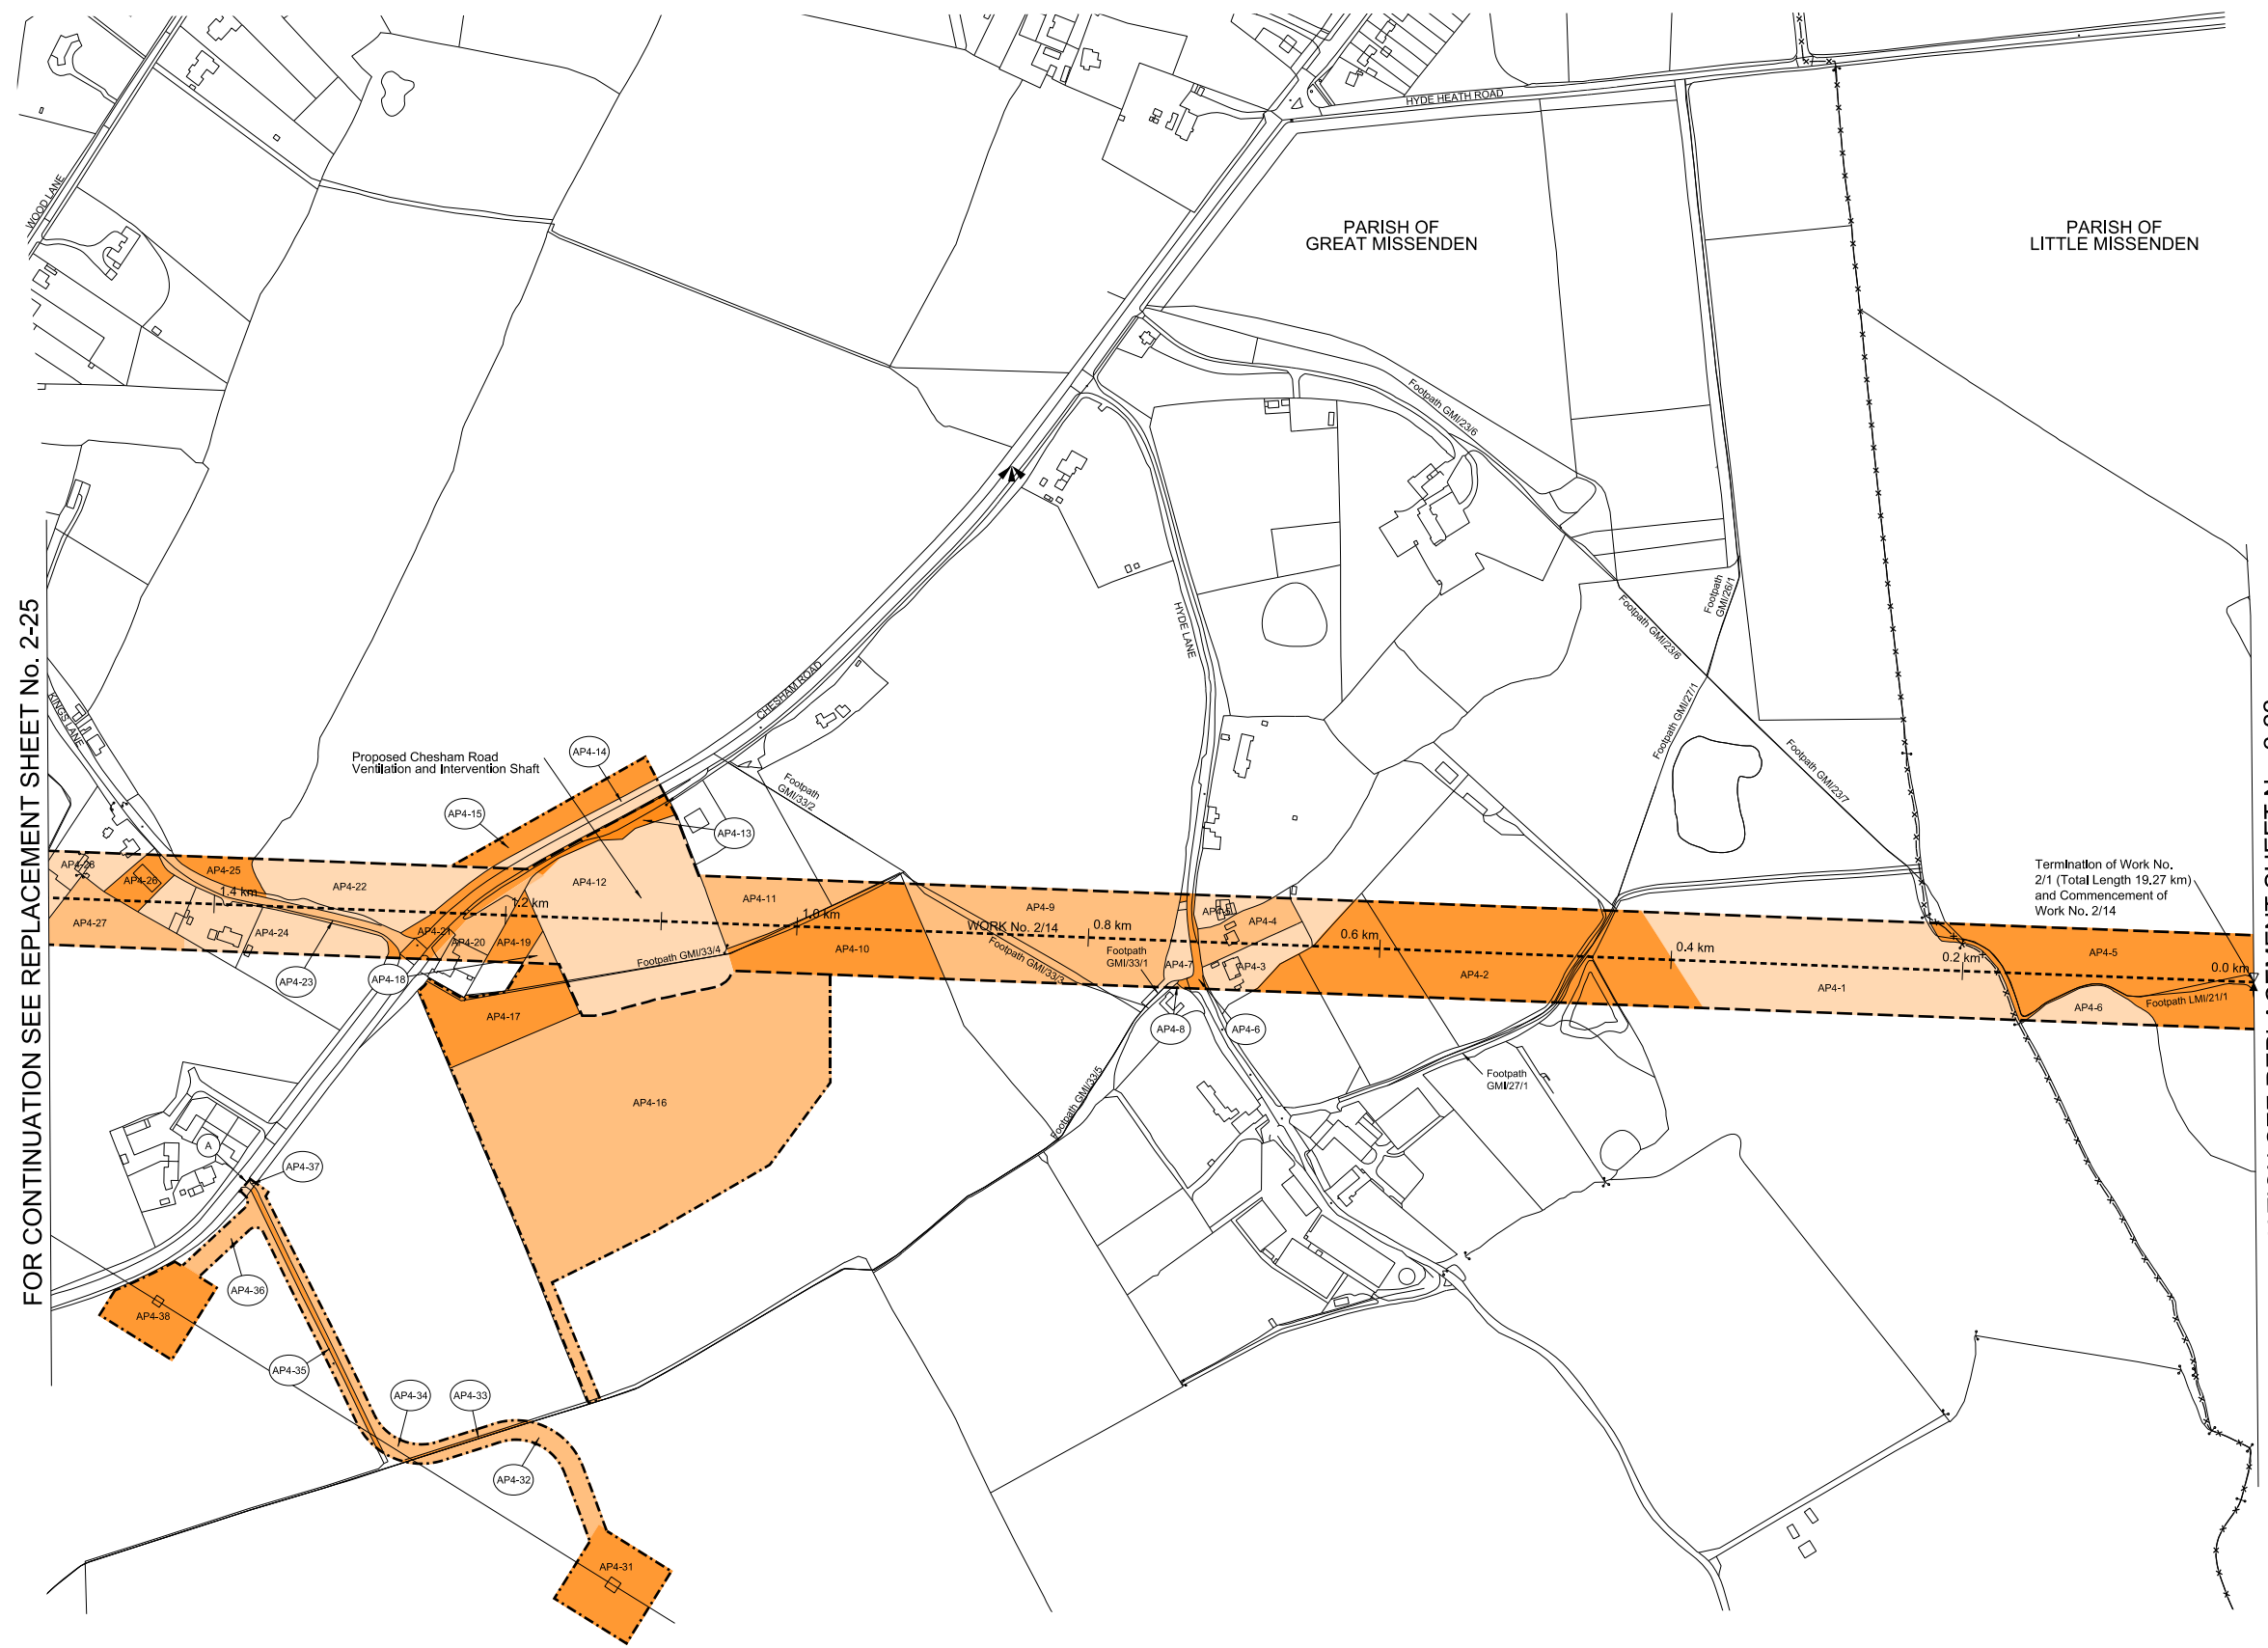 HYDE HEATH ROAD
WOOD LANE
PARISH OF
GREAT MISSENDEN
PARISH OF
LITTLE MISSENDEN
Footpath GMI/23/6
FOR CONTINUATION SEE REPLACEMENT SHEET No. 2-25
HYDE LANE
Footpath
GMI/26/1
Footpath GMI/23/6
KINGS LANE
CHESHAM ROAD
Footpath GMI/27/1
Proposed Chesham Road
Ventilation and Intervention Shaft
AP4-14
Footpath
GMI/33/2
Footpath GMI/23/7
AP4-15
AP4-13
Termination of Work No.
2/1 (Total Length 19.27 km)
and Commencement of
Work No. 2/14
AP4-28
AP4-25
AP4-26
AP4-22
AP4-12
AP4-11
AP4-9
AP4-4
1.4 km
1.2 km
1.0 km
WORK No. 2/14
0.8 km
0.6 km
0.4 km
0.2 km
0.0 km
AP4-27
AP4-24
AP4-21
AP4-20
AP4-19
AP4-10
AP4-5
Footpath GMI/33/4
Footpath GMI/33/3
Footpath
GMI/33/1
AP4-7
AP4-3
AP4-2
AP4-1
AP4-23
AP4-18
AP4-6
Footpath LMI/21/1
AP4-17
AP4-8
AP4-6
Footpath
GMI/27/1
AP4-16
Footpath GMI/33/5
A
AP4-37
AP4-36
AP4-38
AP4-35
AP4-34
AP4-33
AP4-32
AP4-31